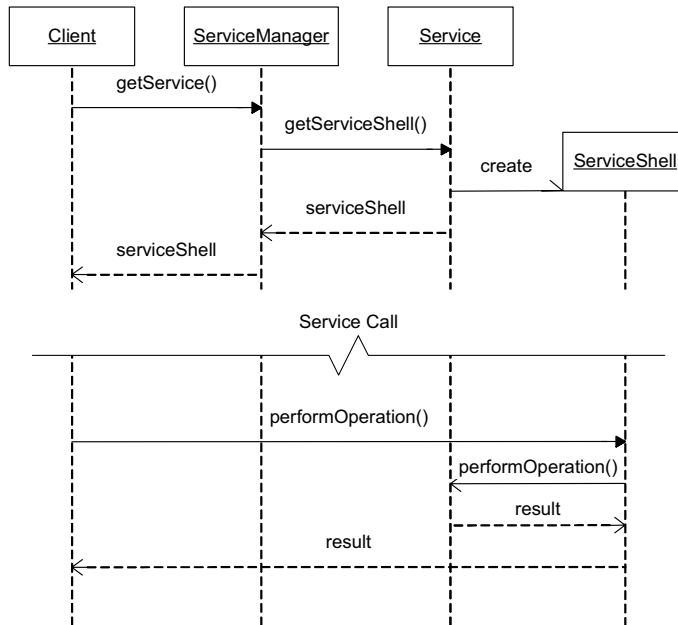 Client
ServiceManager
Service
getService()
getServiceShell()
create
ServiceShell
serviceShell
serviceShell
Service Call
performOperation()
performOperation()
result
result